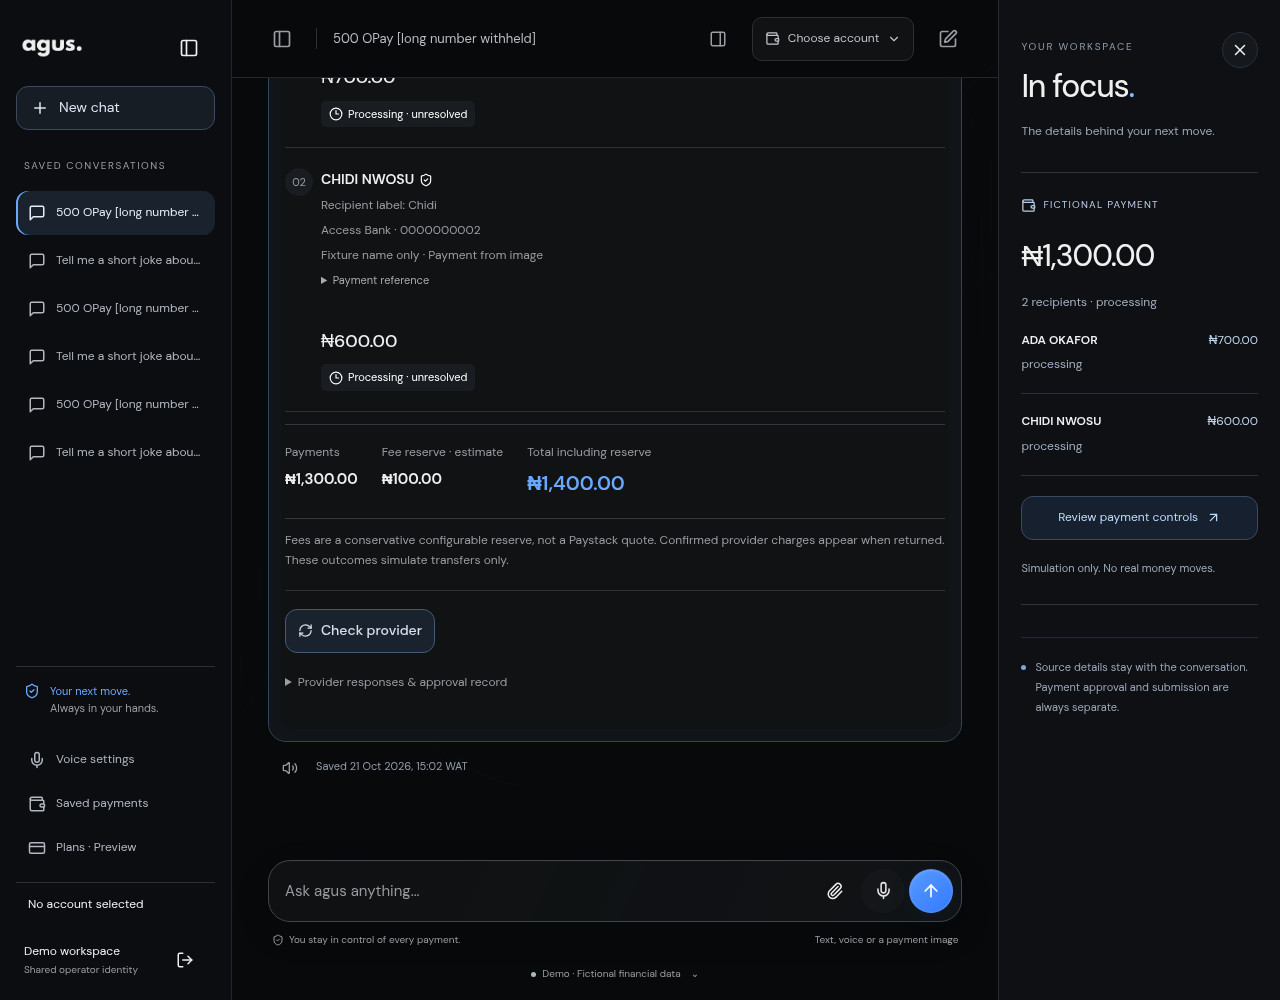 agus.
New chat
SAVED CONVERSATIONS
500 OPay [long number ...
Tell me a short joke abou...
500 OPay [long number ...
Tell me a short joke abou...
500 OPay [long number ...
Tell me a short joke abou...
Your next move.
Always in your hands.
Voice settings
Saved payments
Plans · Preview
No account selected
Demo workspace
Shared operator identity
500 OPay [long number withheld]
Choose account
₦700.00
Processing · unresolved
02
CHIDI NWOSU
Recipient label: Chidi
Access Bank · 0000000002
Fixture name only · Payment from image
Payment reference
₦600.00
Processing · unresolved
Payments
Fee reserve · estimate
Total including reserve
₦1,300.00
₦100.00
₦1,400.00
Fees are a conservative configurable reserve, not a Paystack quote. Confirmed provider charges appear when returned.
These outcomes simulate transfers only.
Check provider
Provider responses & approval record
Saved 21 Oct 2026, 15:02 WAT
Ask agus anything...
You stay in control of every payment.
Text, voice or a payment image
Demo · Fictional financial data
YOUR WORKSPACE
In focus.
The details behind your next move.
FICTIONAL PAYMENT
₦1,300.00
2 recipients · processing
ADA OKAFOR
₦700.00
processing
CHIDI NWOSU
₦600.00
processing
Review payment controls
Simulation only. No real money moves.
Source details stay with the conversation.
Payment approval and submission are
always separate.